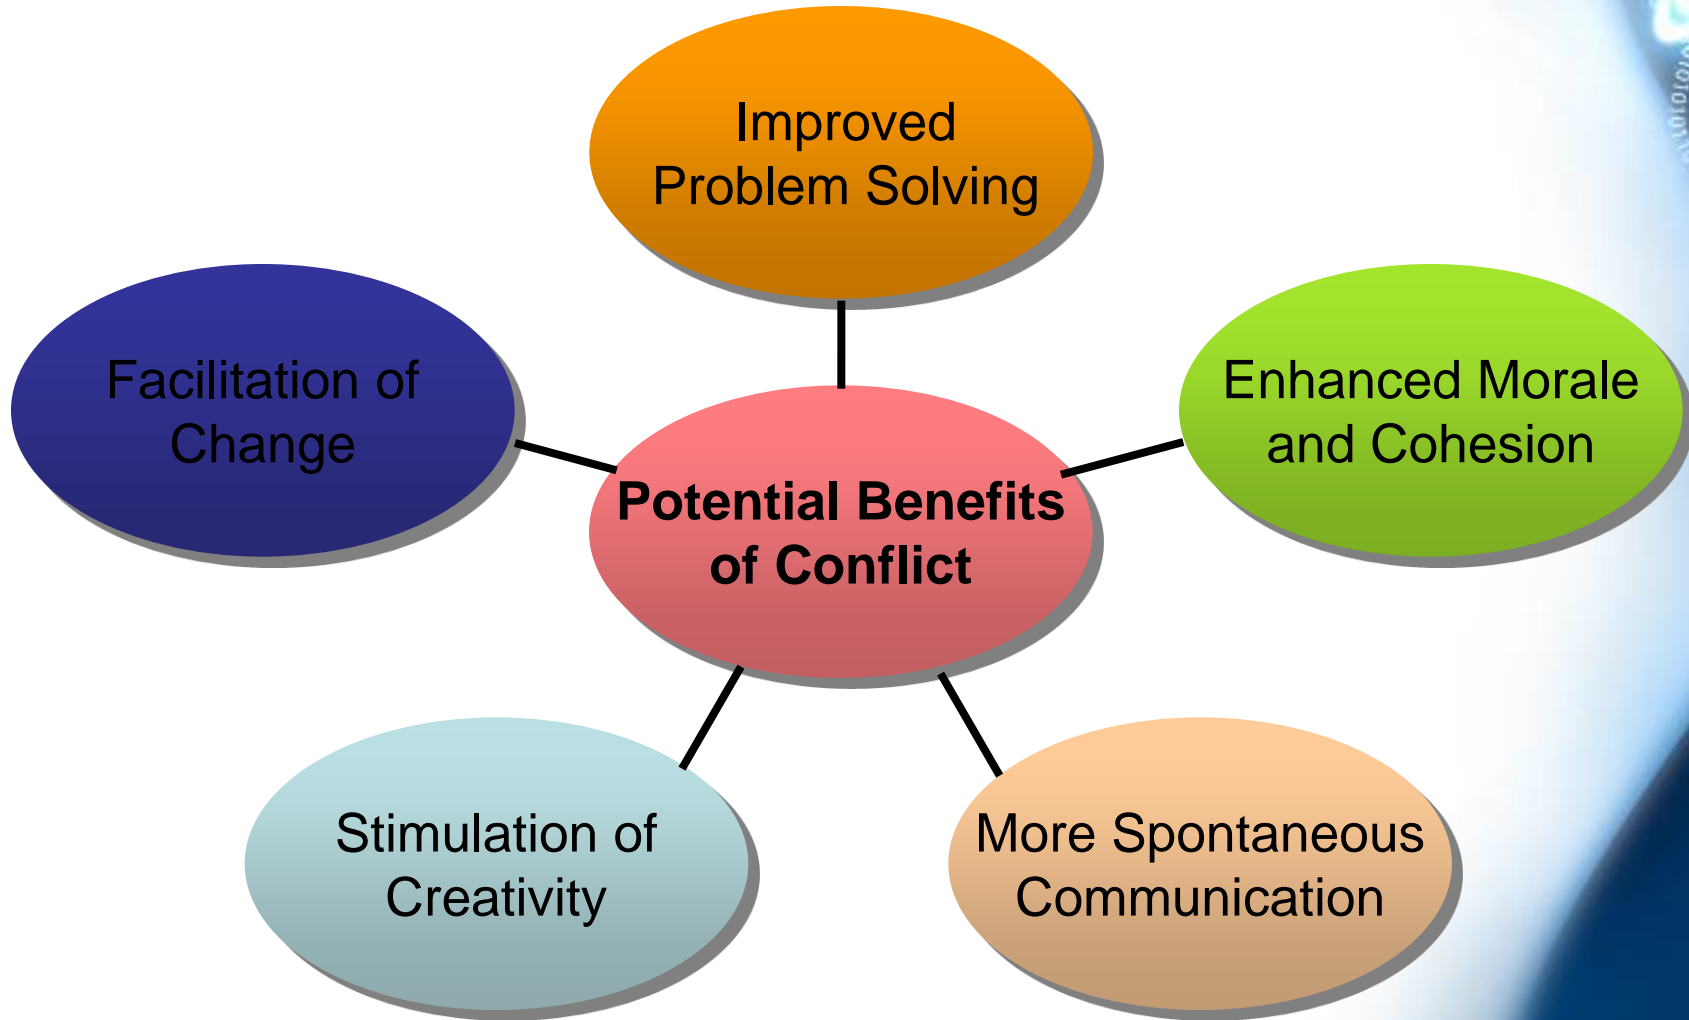 Improved
Problem Solving
Facilitation of
Change
Enhanced Morale
and Cohesion
Potential Benefits
of Conflict
Stimulation of
Creativity
More Spontaneous
Communication